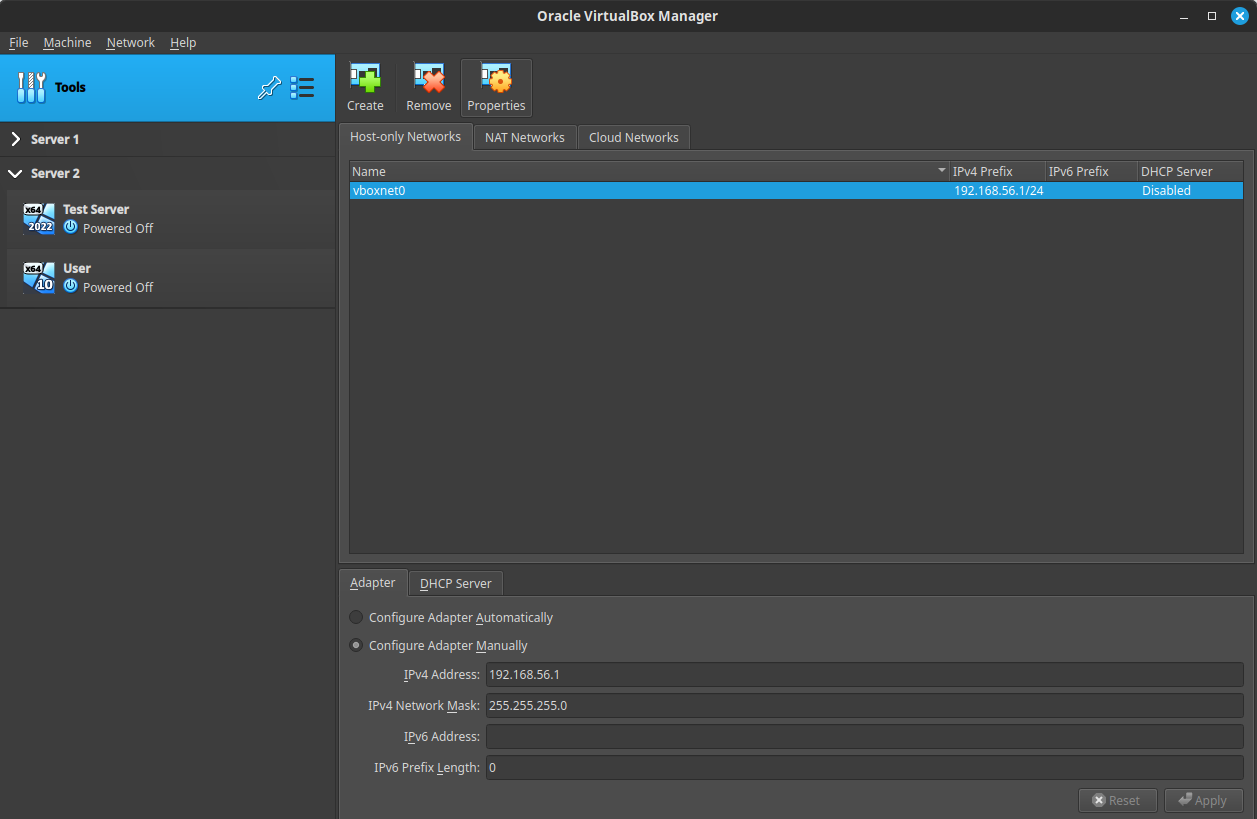 Oracle VirtualBox Manager
File Machine Network Help
Tools
Server 1
Server 2
x64
2022
Test Server
Powered Off
x64
10
User
Powered Off
Create Remove Properties
Host-only Networks NAT Networks Cloud Networks
Name IPv4 Prefix IPv6 Prefix DHCP Server
vboxnet0 192.168.56.1/24 Disabled
Adapter DHCP Server
Configure Adapter Automatically
Configure Adapter Manually
IPv4 Address: 192.168.56.1
IPv4 Network Mask: 255.255.255.0
IPv6 Address:
IPv6 Prefix Length: 0
Reset Apply